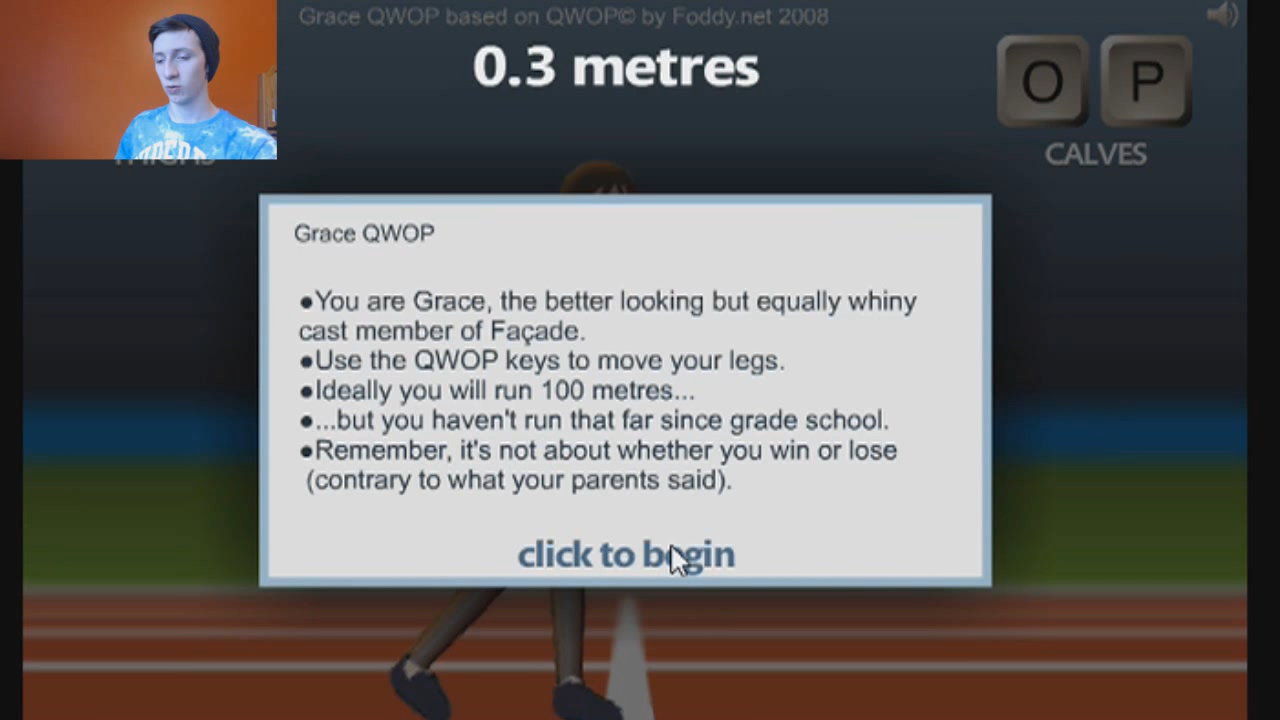 Grace QWOP based on QWOP© by Foddy.net 2008
0.3 metres
O P
CALVES
Grace QWOP
●You are Grace, the better looking but equally whiny
cast member of Façade.
●Use the QWOP keys to move your legs.
●Ideally you will run 100 metres...
●...but you haven't run that far since grade school.
●Remember, it's not about whether you win or lose
(contrary to what your parents said).
click to begin